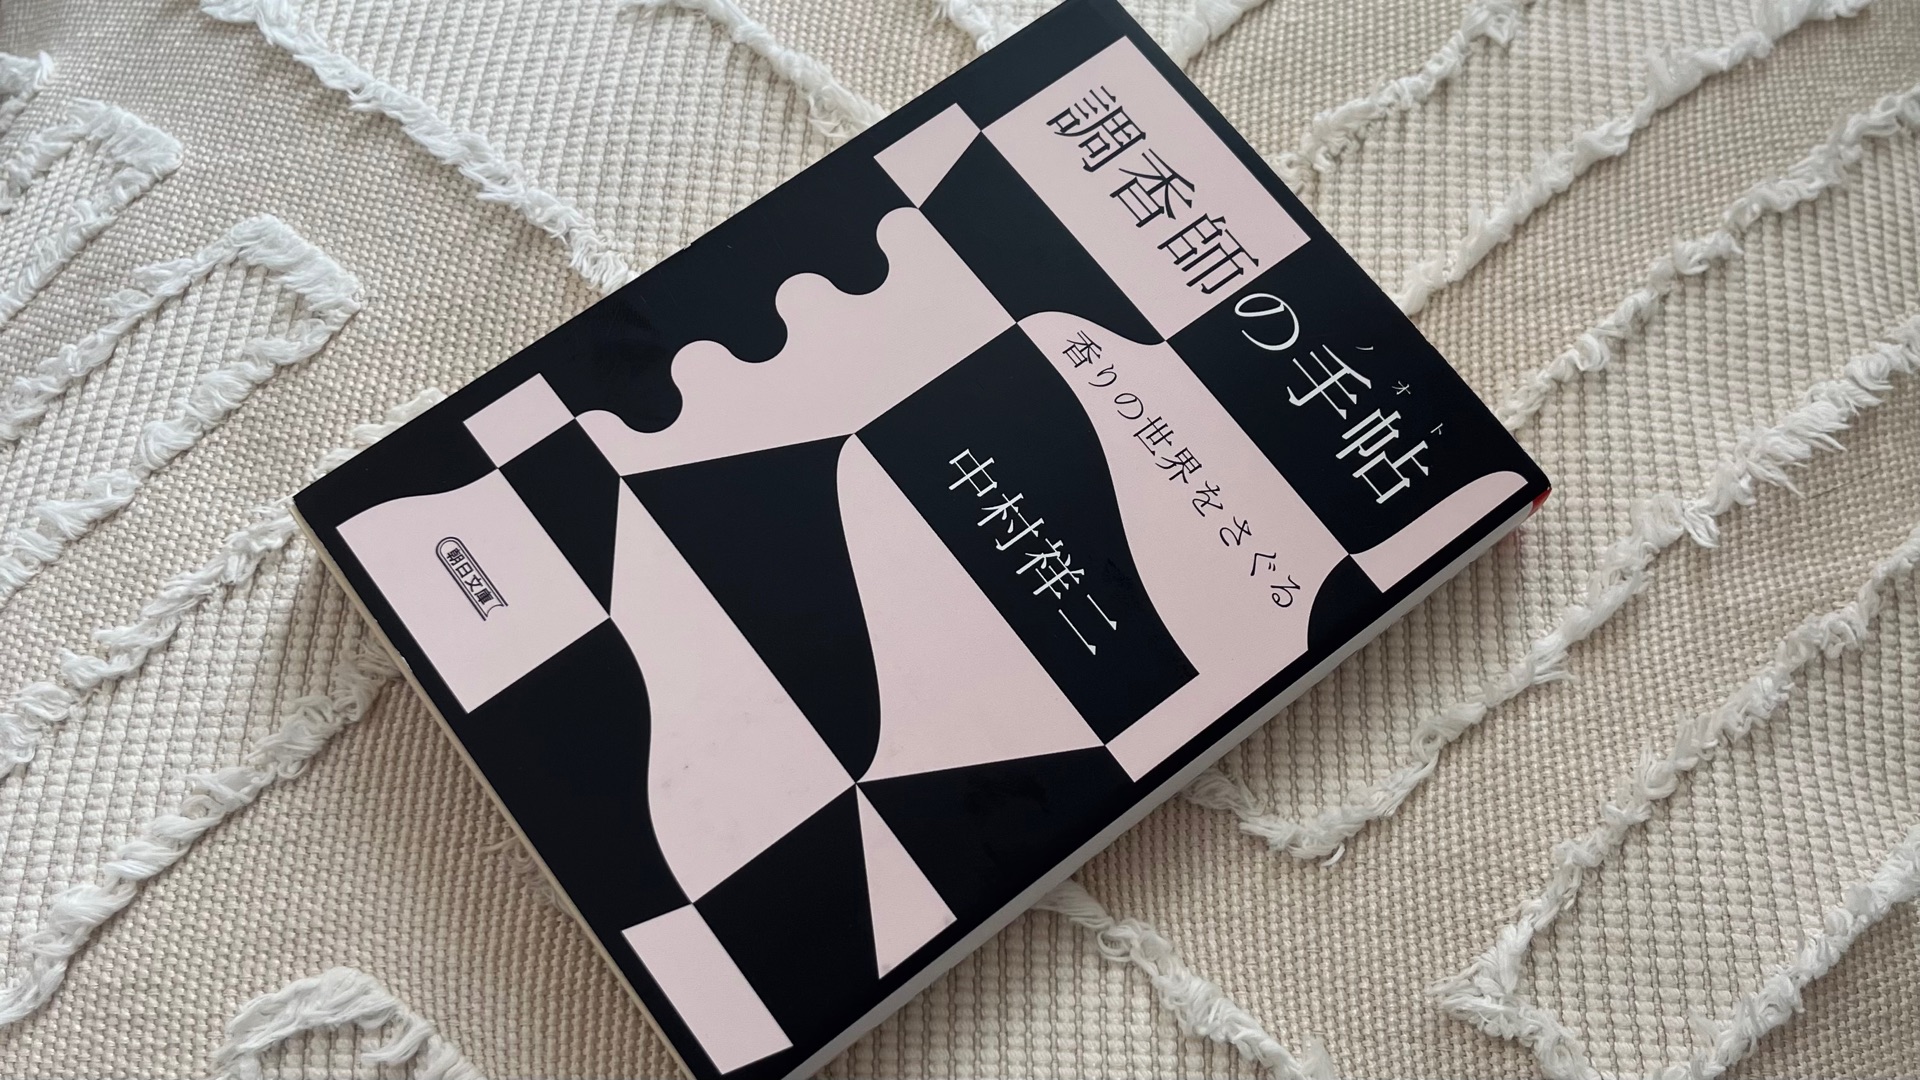 調香師の手帖
ノオト
香りの世界をさぐる
中村祥二
朝日文庫